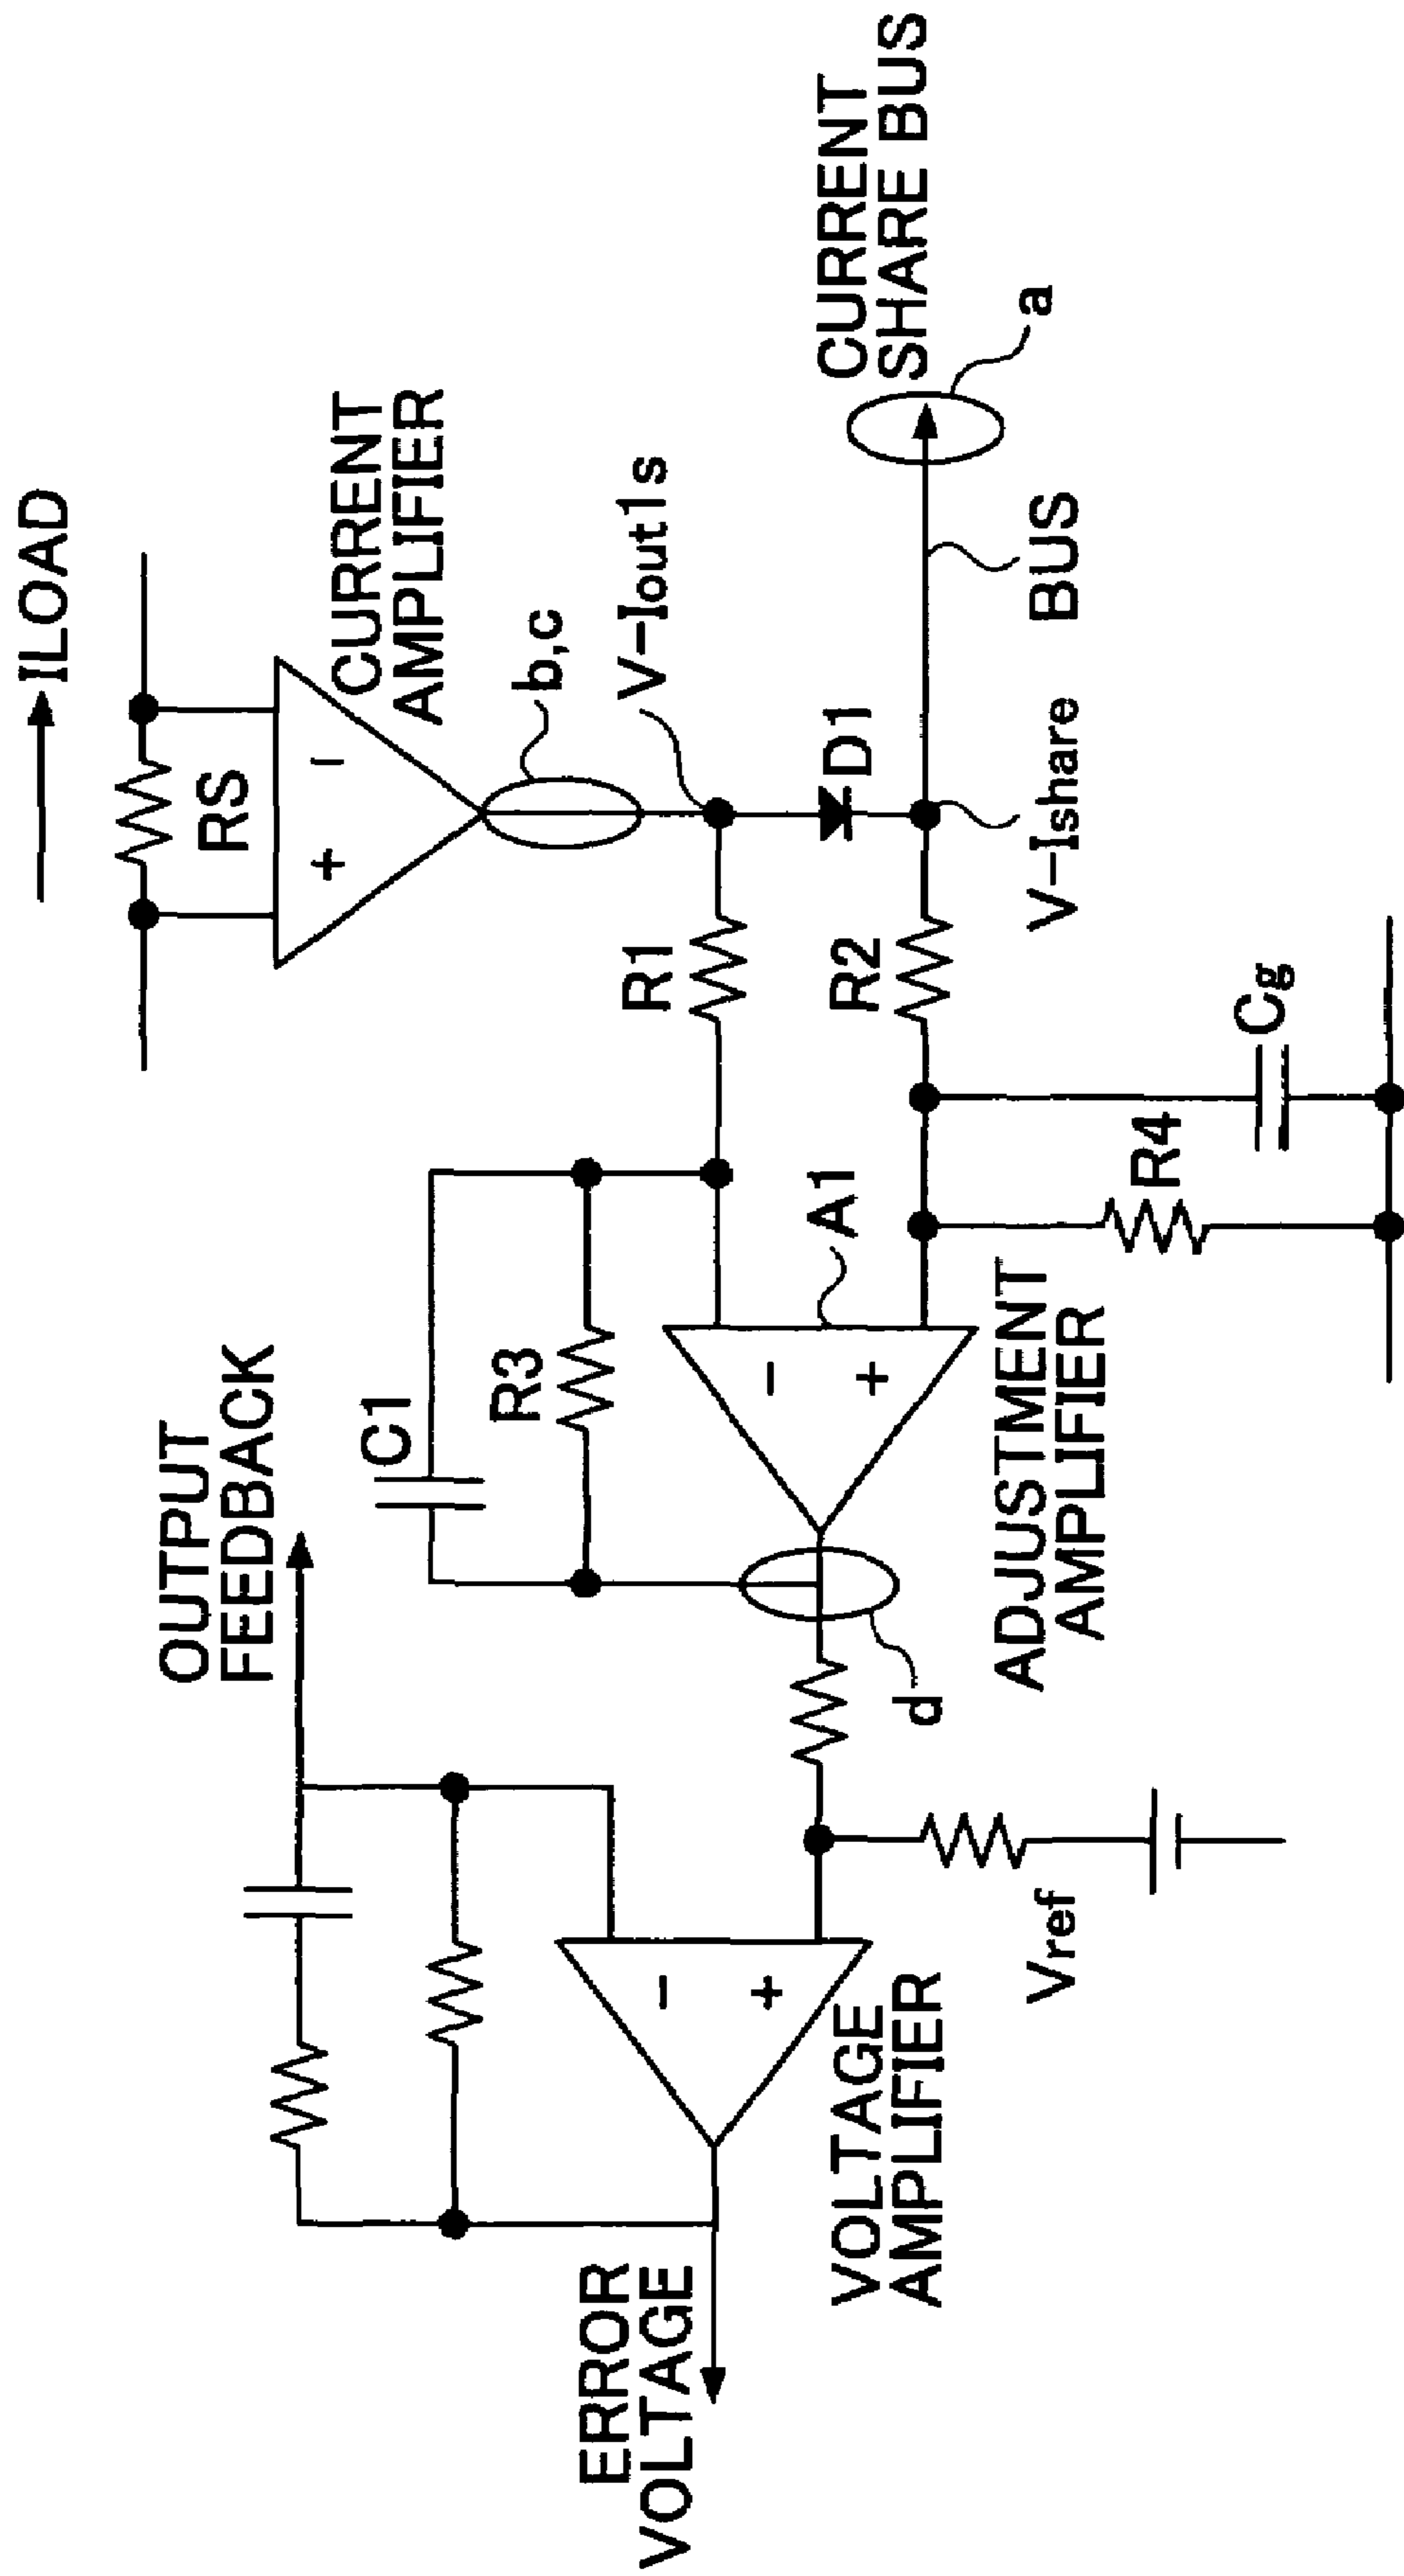 ILOAD
RS
+
−
CURRENT
AMPLIFIER
b,c
V-Iout1s
OUTPUT
FEEDBACK
C1
R3
R1
D1
CURRENT
SHARE BUS
a
BUS
R2
V-Ishare
A1
−
+
ADJUSTMENT
AMPLIFIER
R4
Cg
d
−
+
VOLTAGE
AMPLIFIER
Vref
ERROR
VOLTAGE